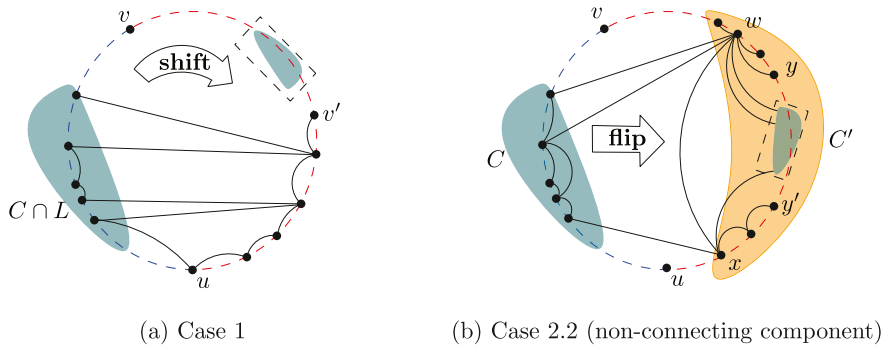 v
shift
v′
C ∩ L
u
(a) Case 1
v
w
y
C
flip
C′
y′
x
u
(b) Case 2.2 (non-connecting component)